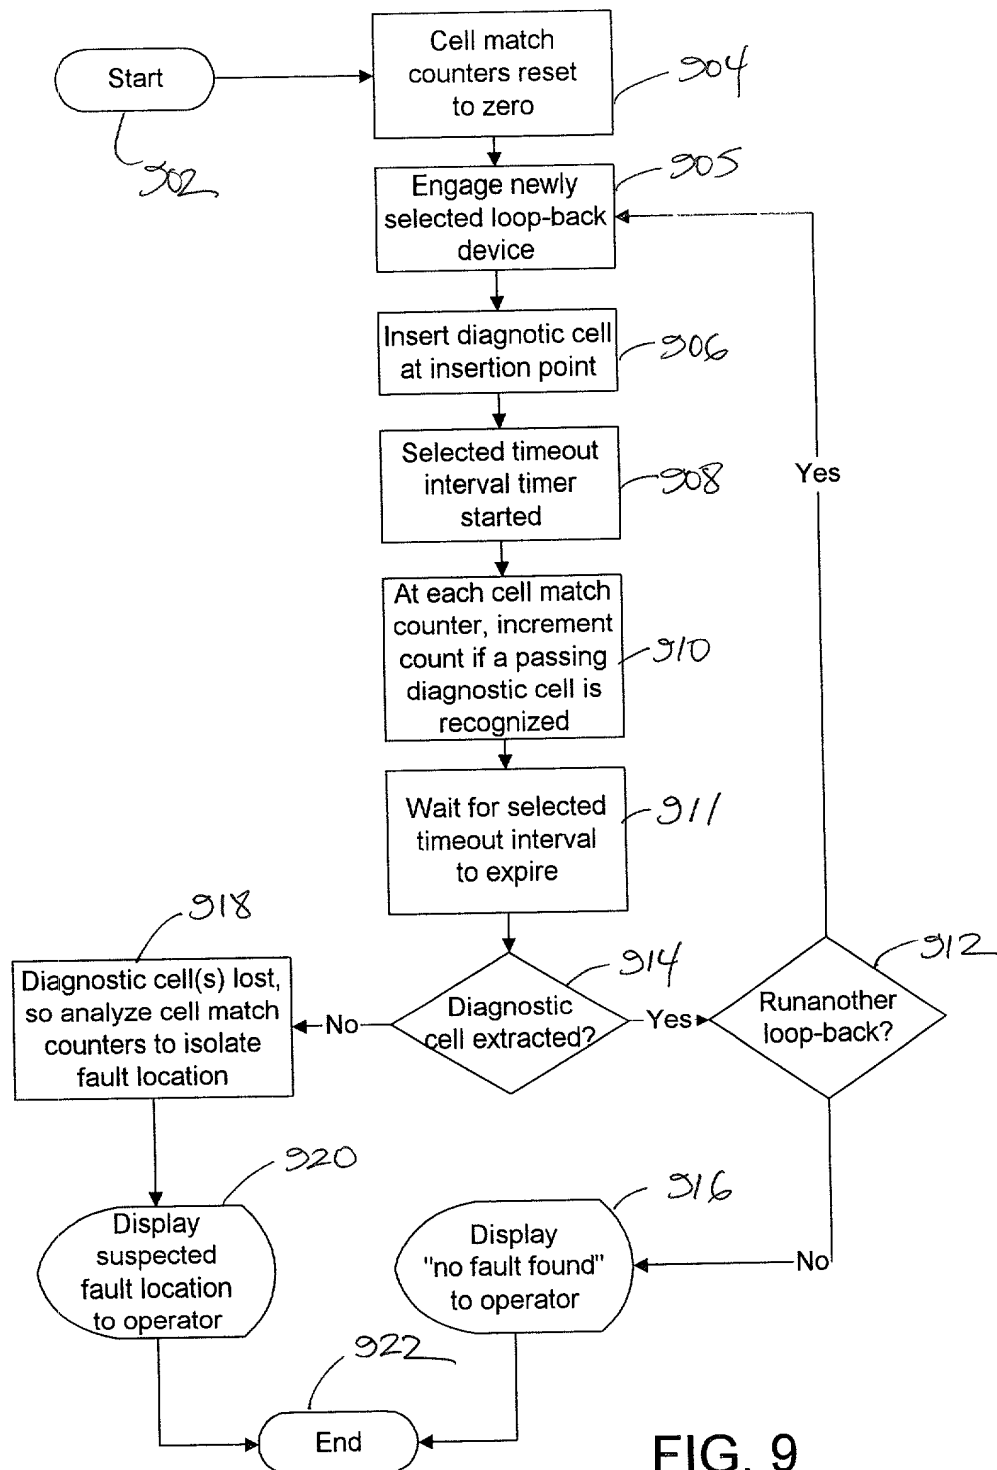 Start
902
Cell match
counters reset
to zero
904
Engage newly
selected loop-back
device
905
Insert diagnotic cell
at insertion point
906
Selected timeout
interval timer
started
908
At each cell match
counter, increment
count if a passing
diagnostic cell is
recognized
910
Wait for selected
timeout interval
to expire
911
Diagnostic
cell extracted?
914
Yes
No
Runanother
loop-back?
912
Yes
No
Diagnostic cell(s) lost,
so analyze cell match
counters to isolate
fault location
918
Display
suspected
fault location
to operator
920
Display
"no fault found"
to operator
916
End
922
FIG. 9